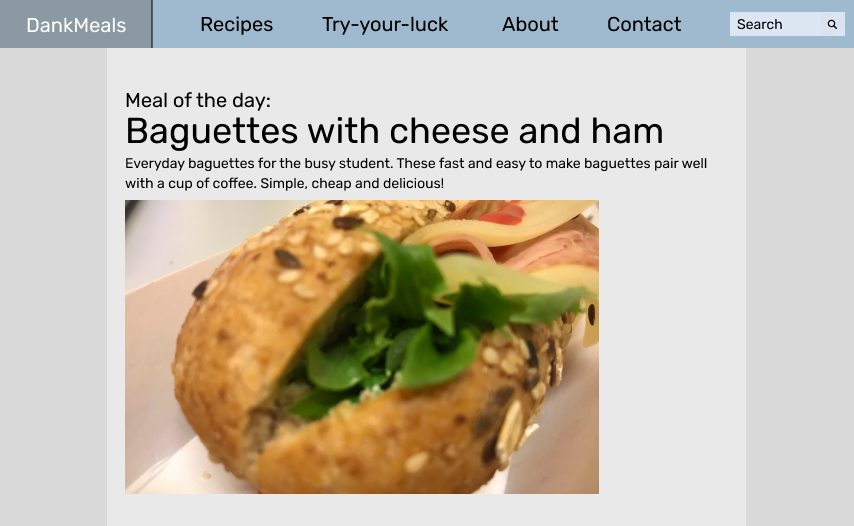 DankMeals
Recipes
Try-your-luck
About
Contact
Search
Meal of the day:
Baguettes with cheese and ham
Everyday baguettes for the busy student. These fast and easy to make baguettes pair well
with a cup of coffee. Simple, cheap and delicious!